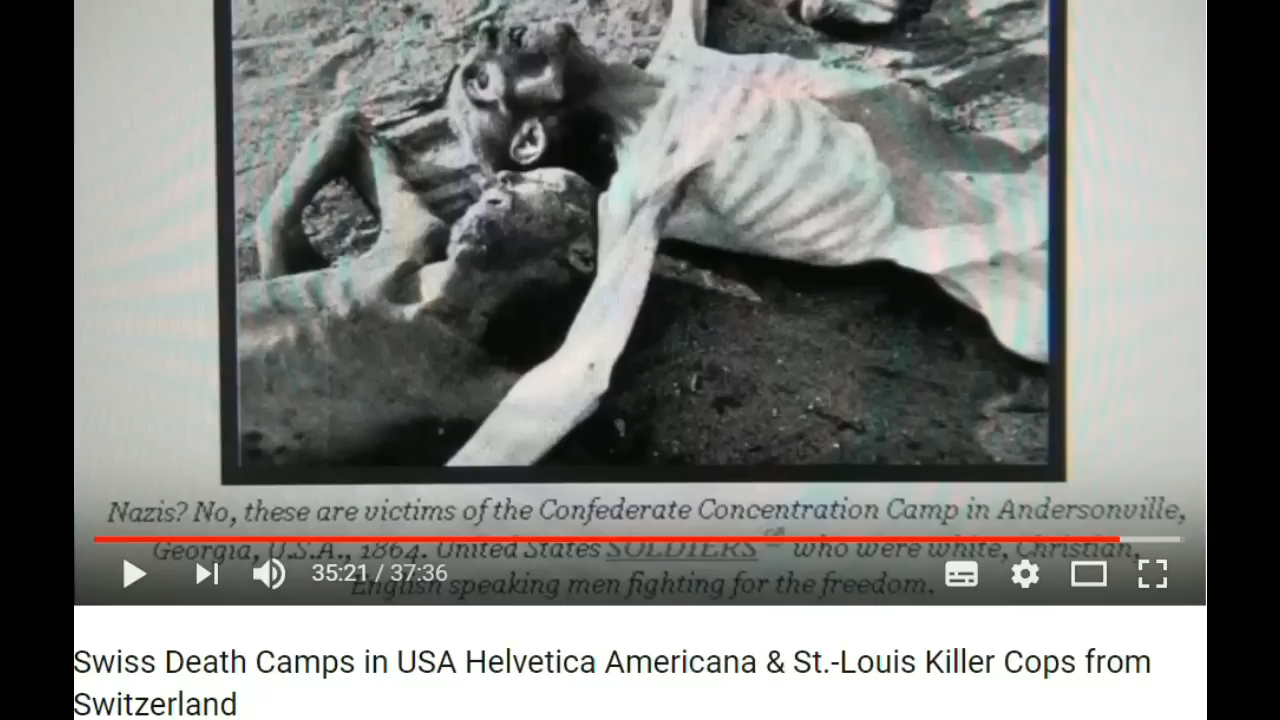 Nazis? No, these are victims of the Confederate Concentration Camp in Andersonville,
Georgia, U.S.A., 1864. United States SOLDIERS who were white, Christian,
English speaking men fighting for the freedom.
35:21 / 37:36
Swiss Death Camps in USA Helvetica Americana & St.-Louis Killer Cops from
Switzerland